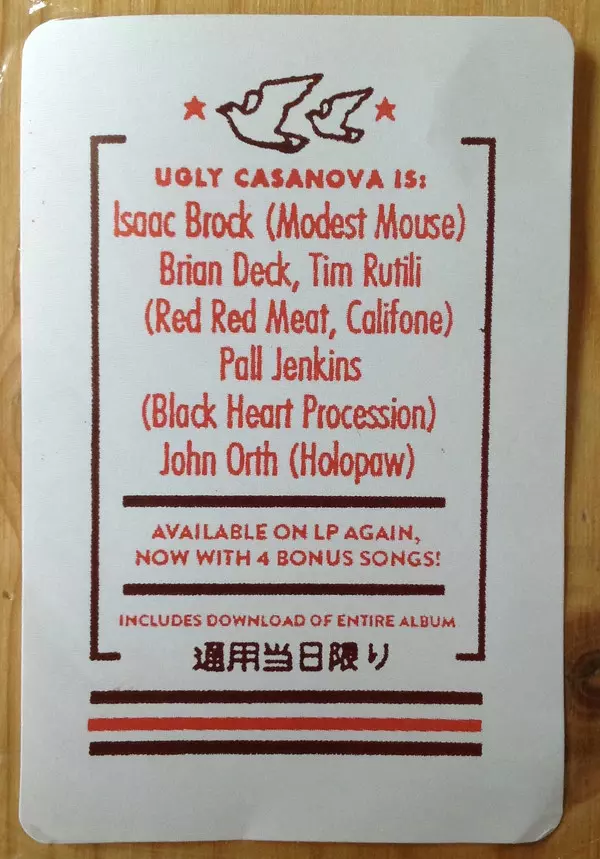 UGLY CASANOVA IS:
Isaac Brock (Modest Mouse)
Brian Deck, Tim Rutili
(Red Red Meat, Califone)
Pall Jenkins
(Black Heart Procession)
John Orth (Holopaw)
AVAILABLE ON LP AGAIN,
NOW WITH 4 BONUS SONGS!
INCLUDES DOWNLOAD OF ENTIRE ALBUM
通用当日限り